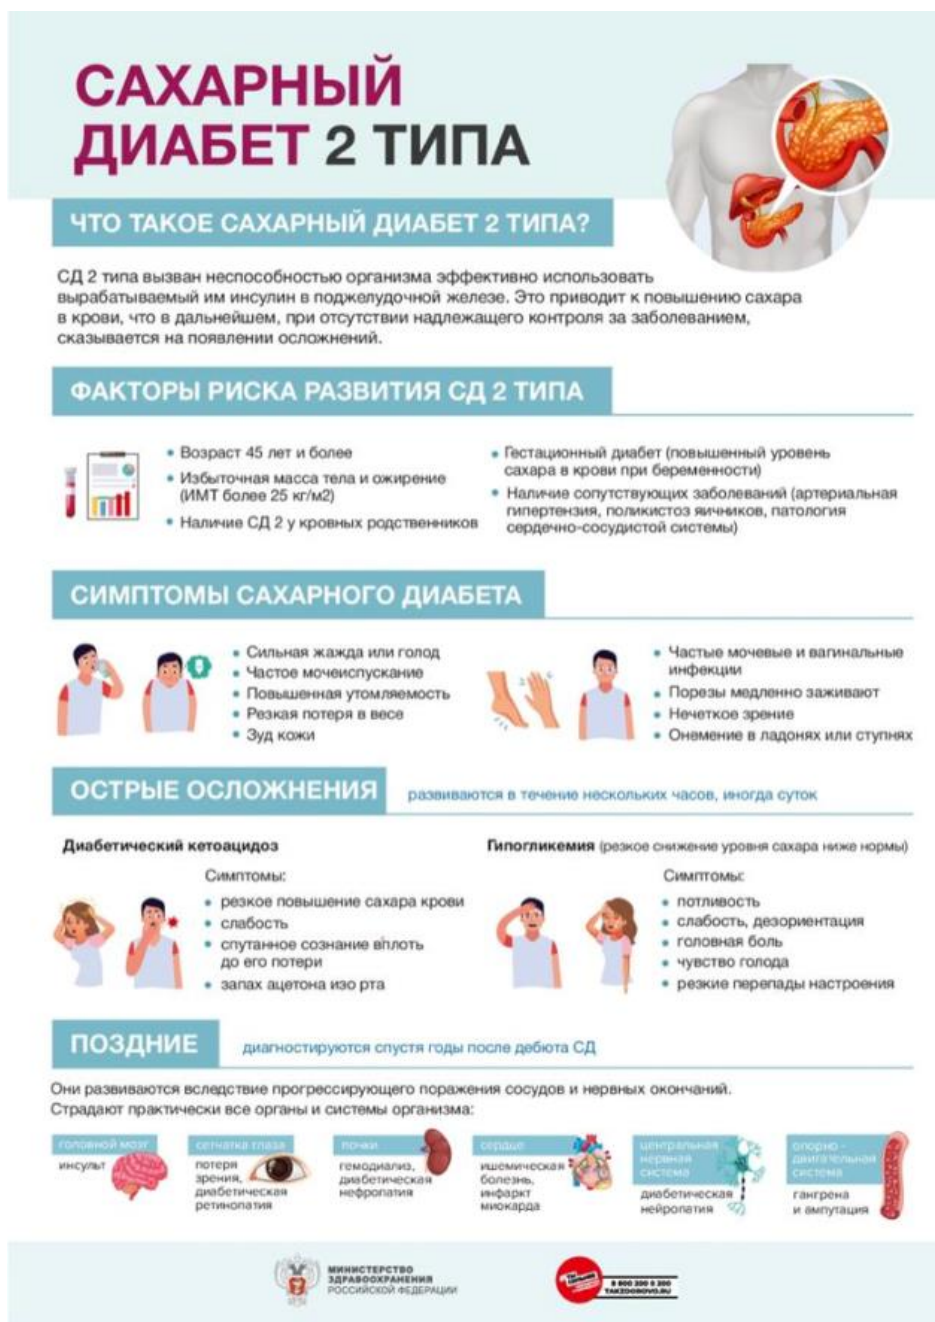 САХАРНЫЙ
ДИАБЕТ 2 ТИПА
ЧТО ТАКОЕ САХАРНЫЙ ДИАБЕТ 2 ТИПА?
СД 2 типа вызван неспособностью организма эффективно использовать
вырабатываемый им инсулин в поджелудочной железе. Это приводит к повышению сахара
в крови, что в дальнейшем, при отсутствии надлежащего контроля за заболеванием,
сказывается на появлении осложнений.
ФАКТОРЫ РИСКА РАЗВИТИЯ СД 2 ТИПА
• Возраст 45 лет и более
• Избыточная масса тела и ожирение
(ИМТ более 25 кг/м2)
• Наличие СД 2 у кровных родственников
• Гестационный диабет (повышенный уровень
сахара в крови при беременности)
• Наличие сопутствующих заболеваний (артериальная
гипертензия, поликистоз яичников, патология
сердечно-сосудистой системы)
СИМПТОМЫ САХАРНОГО ДИАБЕТА
• Сильная жажда или голод
• Частое мочеиспускание
• Повышенная утомляемость
• Резкая потеря в весе
• Зуд кожи
• Частые мочевые и вагинальные
инфекции
• Порезы медленно заживают
• Нечеткое зрение
• Онемение в ладонях или ступнях
ОСТРЫЕ ОСЛОЖНЕНИЯ
развиваются в течение нескольких часов, иногда суток
Диабетический кетоацидоз
Симптомы:
• резкое повышение сахара крови
• слабость
• спутанное сознание вплоть
до его потери
• запах ацетона изо рта
Гипогликемия (резкое снижение уровня сахара ниже нормы)
Симптомы:
• потливость
• слабость, дезориентация
• головная боль
• чувство голода
• резкие перепады настроения
ПОЗДНИЕ
диагностируются спустя годы после дебюта СД
Они развиваются вследствие прогрессирующего поражения сосудов и нервных окончаний.
Страдают практически все органы и системы организма:
головной мозг
инсульт
сетчатка глаза
потеря
зрения,
диабетическая
ретинопатия
почки
гемодиализ,
диабетическая
нефропатия
сердце
ишемическая
болезнь,
инфаркт
миокарда
центральная
нервная
система
диабетическая
нейропатия
опорно-
двигательная
система
гангрена
и ампутация
МИНИСТЕРСТВО
ЗДРАВООХРАНЕНИЯ
РОССИЙСКОЙ ФЕДЕРАЦИИ
8 800 200 0 200
TAKZDOROVO.RU